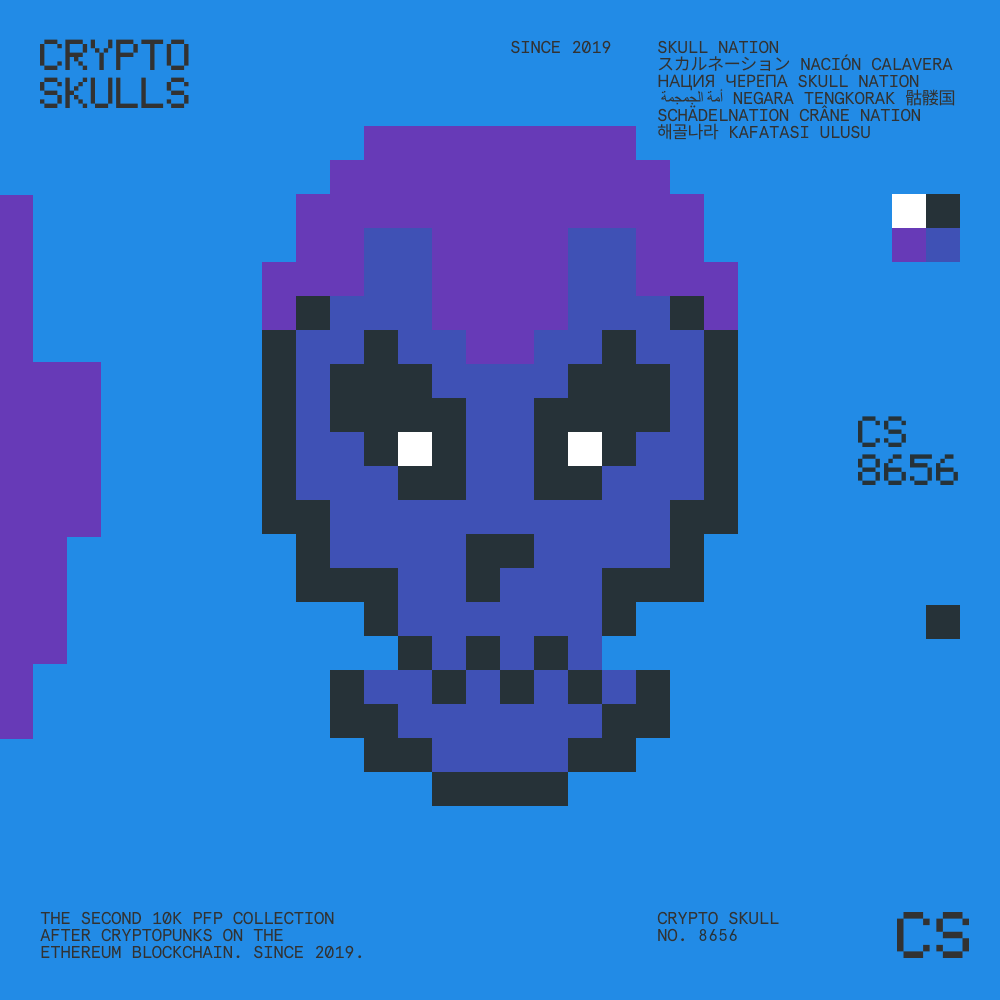 CRYPTO
SKULLS
SINCE 2019
SKULL NATION
スカルネーション NACIÓN CALAVERA
НАЦИЯ ЧЕРЕПА SKULL NATION
أمة الجمجمة NEGARA TENGKORAK 骷髅国
SCHÄDELNATION CRÂNE NATION
해골나라 KAFATASI ULUSU
CS
8656
THE SECOND 10K PFP COLLECTION
AFTER CRYPTOPUNKS ON THE
ETHEREUM BLOCKCHAIN. SINCE 2019.
CRYPTO SKULL
NO. 8656
CS